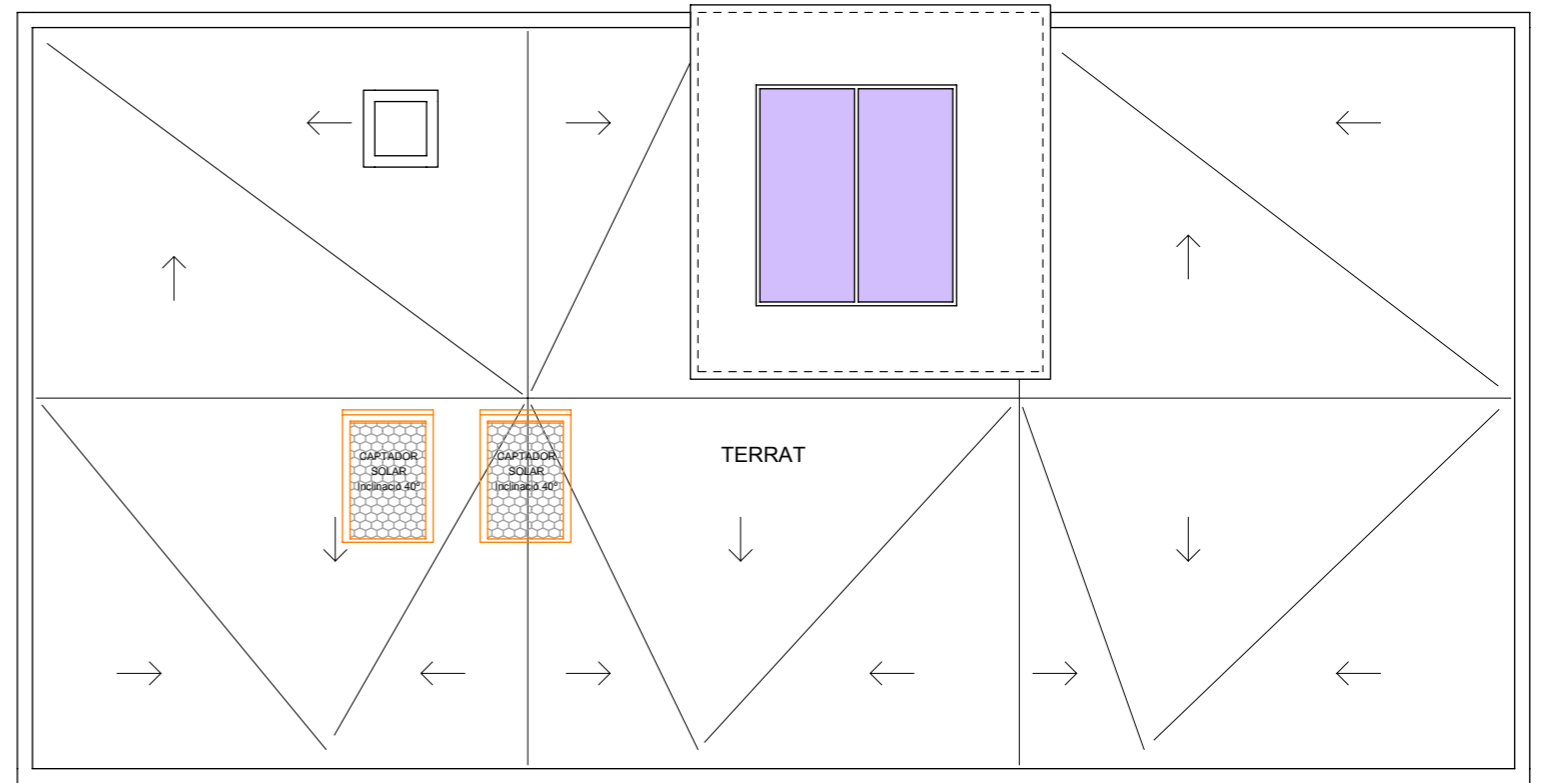 TERRAT
CAPTADOR
SOLAR
Inclinació 40°
CAPTADOR
SOLAR
Inclinació 40°